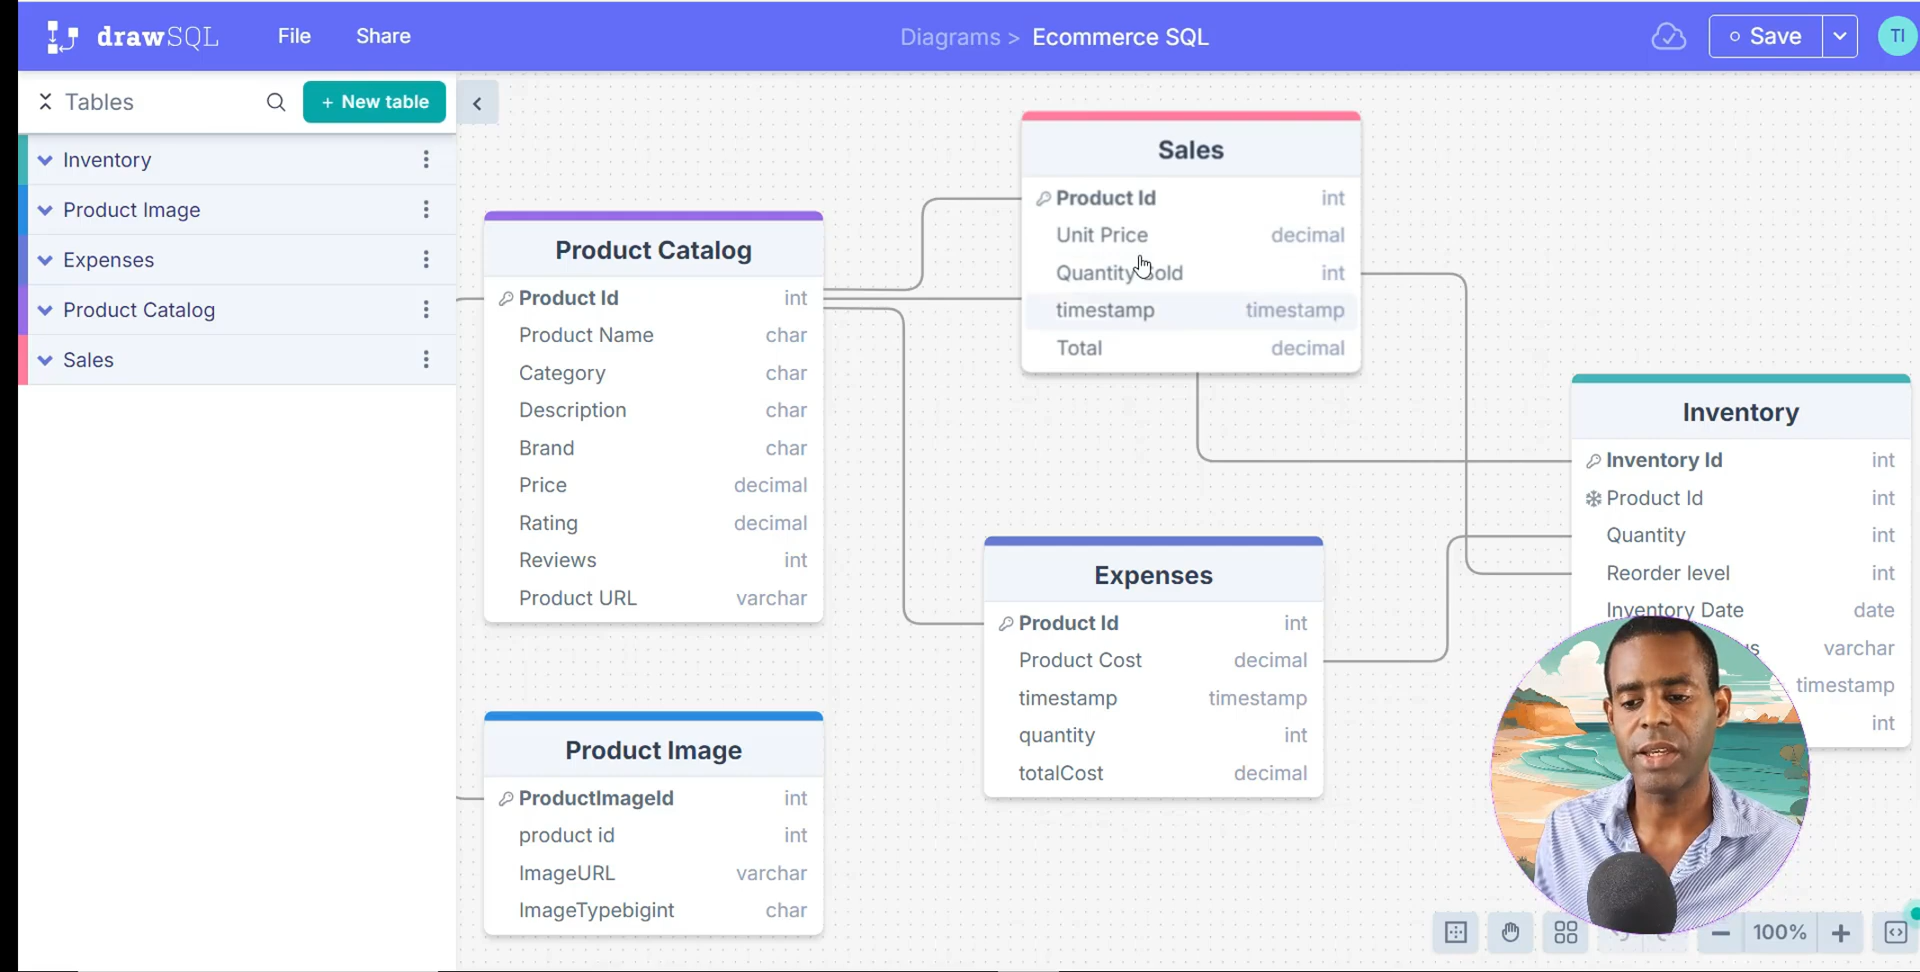 drawSQL
File
Share
Diagrams > Ecommerce SQL
Save
TI
Tables
+ New table
Inventory
Product Image
Expenses
Product Catalog
Sales
Product Catalog
Product Id int
Product Name char
Category char
Description char
Brand char
Price decimal
Rating decimal
Reviews int
Product URL varchar
Product Image
ProductImageId int
product id int
ImageURL varchar
ImageTypebigint char
Sales
Product Id int
Unit Price decimal
Quantity Sold int
timestamp timestamp
Total decimal
Expenses
Product Id int
Product Cost decimal
timestamp timestamp
quantity int
totalCost decimal
Inventory
Inventory Id int
Product Id int
Quantity int
Reorder level int
Inventory Date date
varchar
timestamp
int
100%